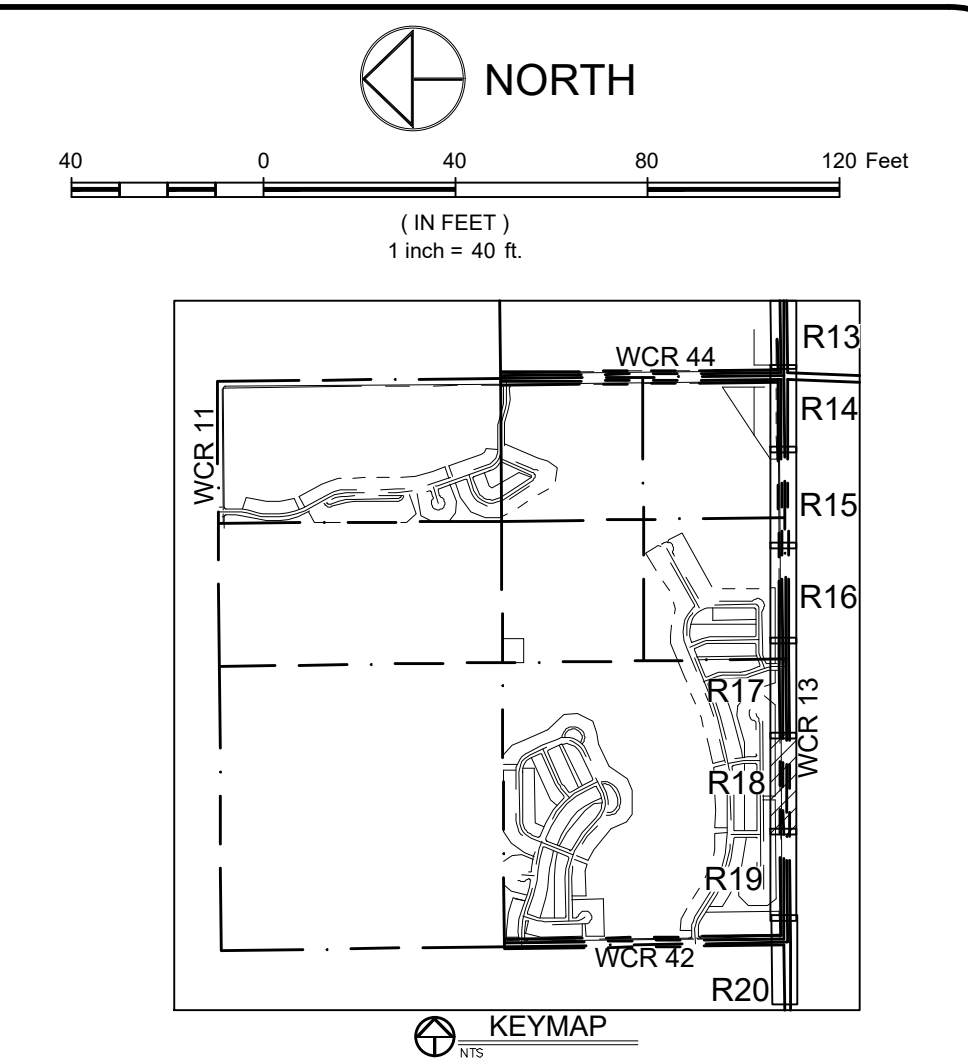 NORTH
40 0 40 80 120 Feet
( IN FEET )
1 inch = 40 ft.
R13
WCR 44
R14
WCR 11
R15
R16
R17
WCR 13
R18
R19
WCR 42
R20
KEYMAP
NTS